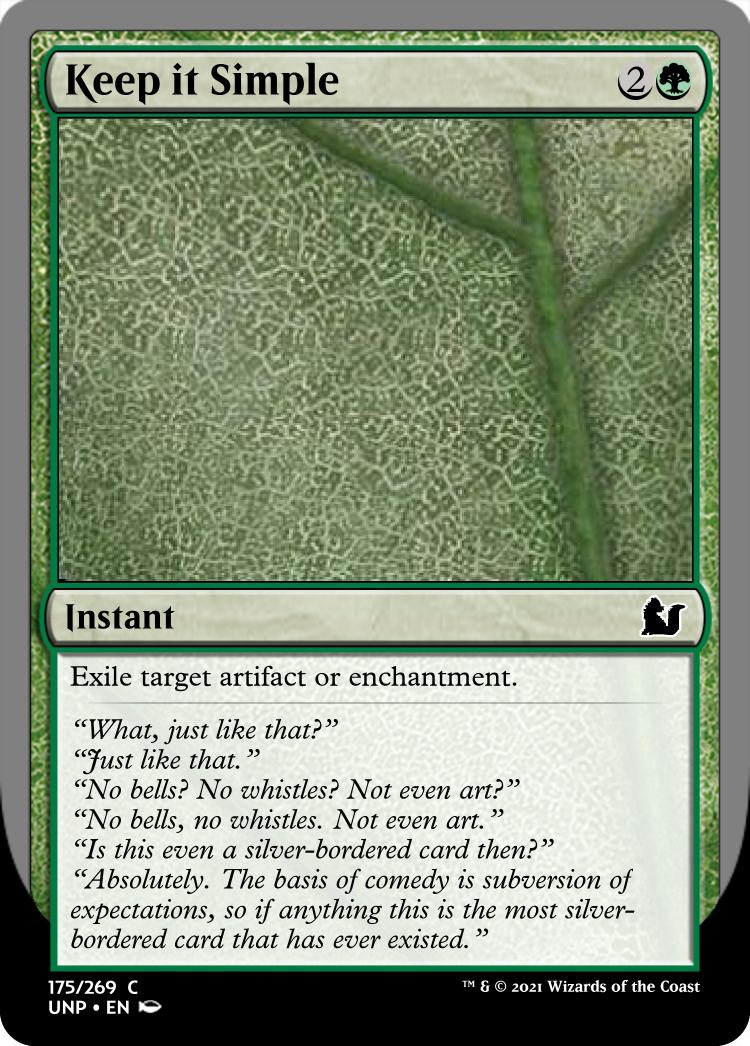 Keep it Simple 2
Instant
Exile target artifact or enchantment.
“What, just like that?”
“Just like that.”
“No bells? No whistles? Not even art?”
“No bells, no whistles. Not even art.”
“Is this even a silver-bordered card then?”
“Absolutely. The basis of comedy is subversion of
expectations, so if anything this is the most silver-
bordered card that has ever existed.”
175/269 C ™ & © 2021 Wizards of the Coast
UNP • EN